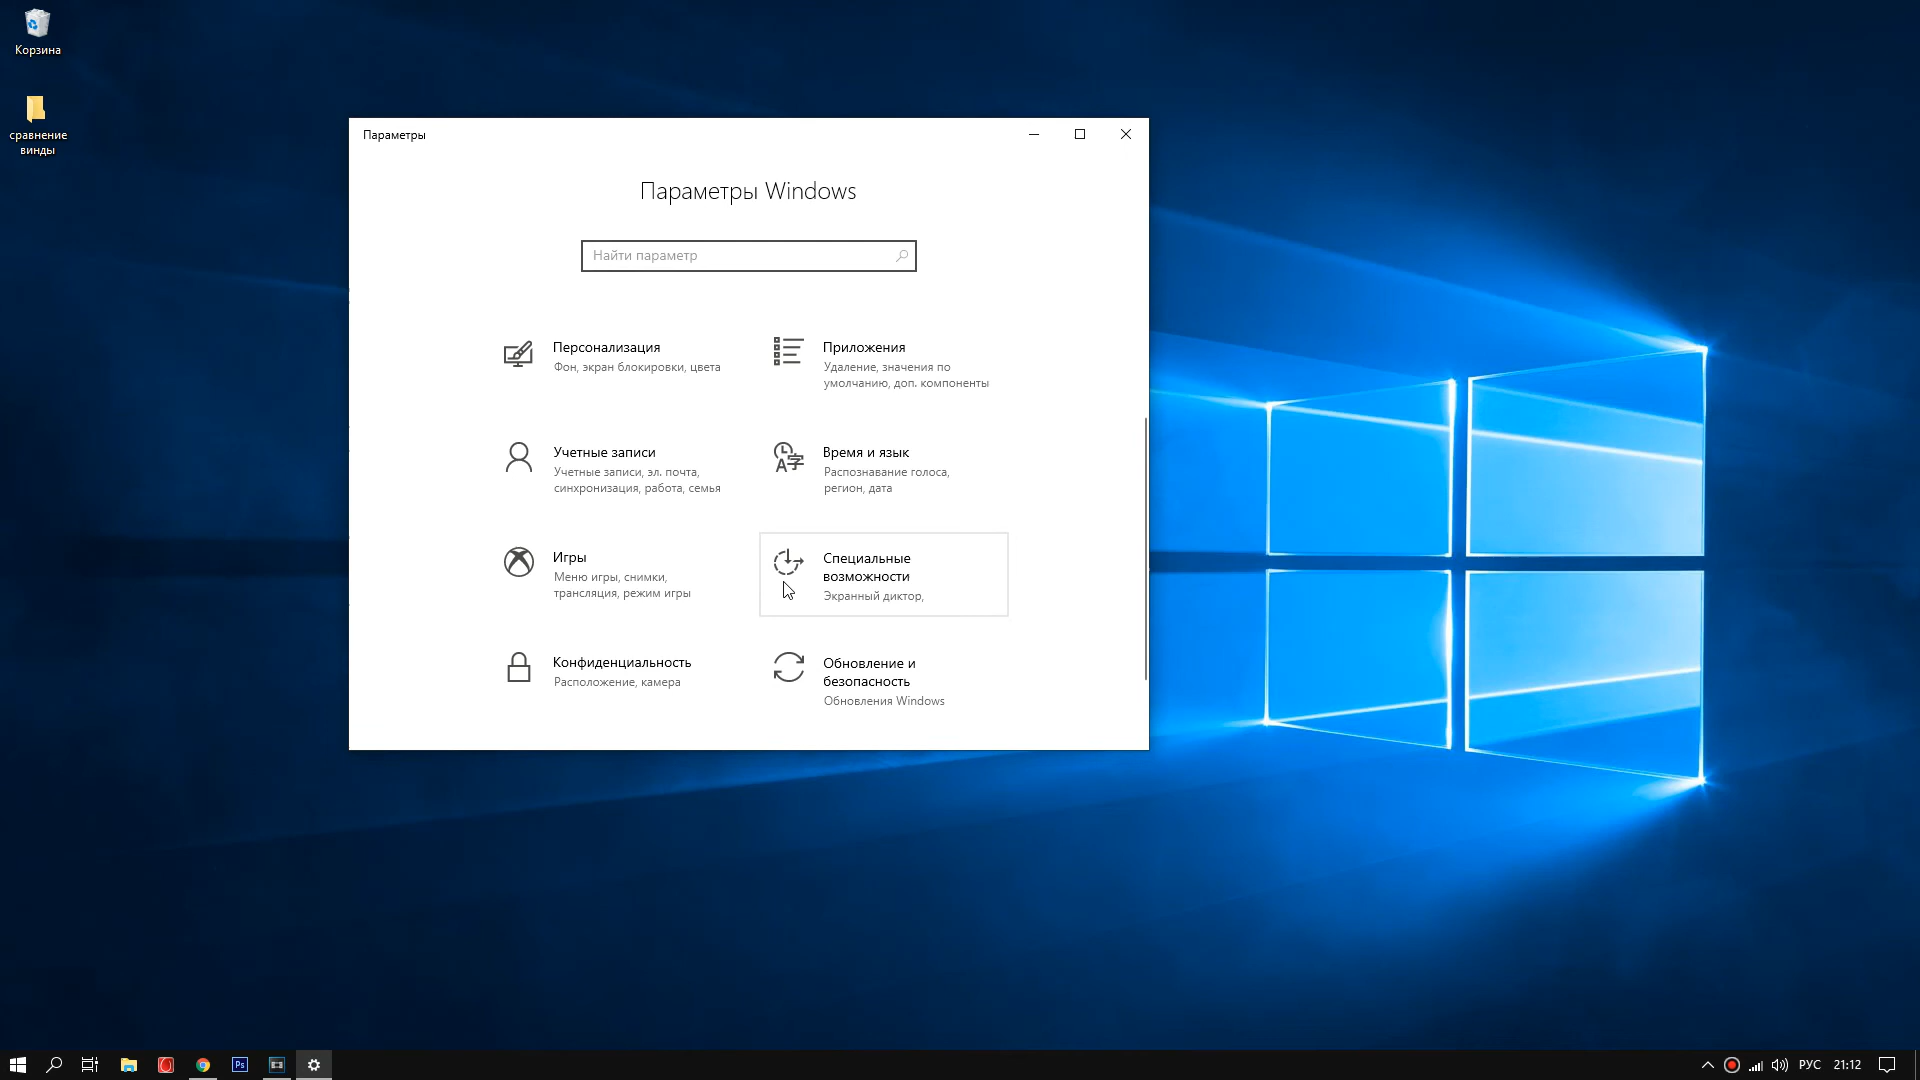 Корзина
сравнение
винды
Параметры
Параметры Windows
Найти параметр
Персонализация
Фон, экран блокировки, цвета
Приложения
Удаление, значения по
умолчанию, доп. компоненты
Учетные записи
Учетные записи, эл. почта,
синхронизация, работа, семья
Время и язык
Распознавание голоса,
регион, дата
Игры
Меню игры, снимки,
трансляция, режим игры
Специальные
возможности
Экранный диктор,
Конфиденциальность
Расположение, камера
Обновление и
безопасность
Обновления Windows
Ps
РУС
21:12